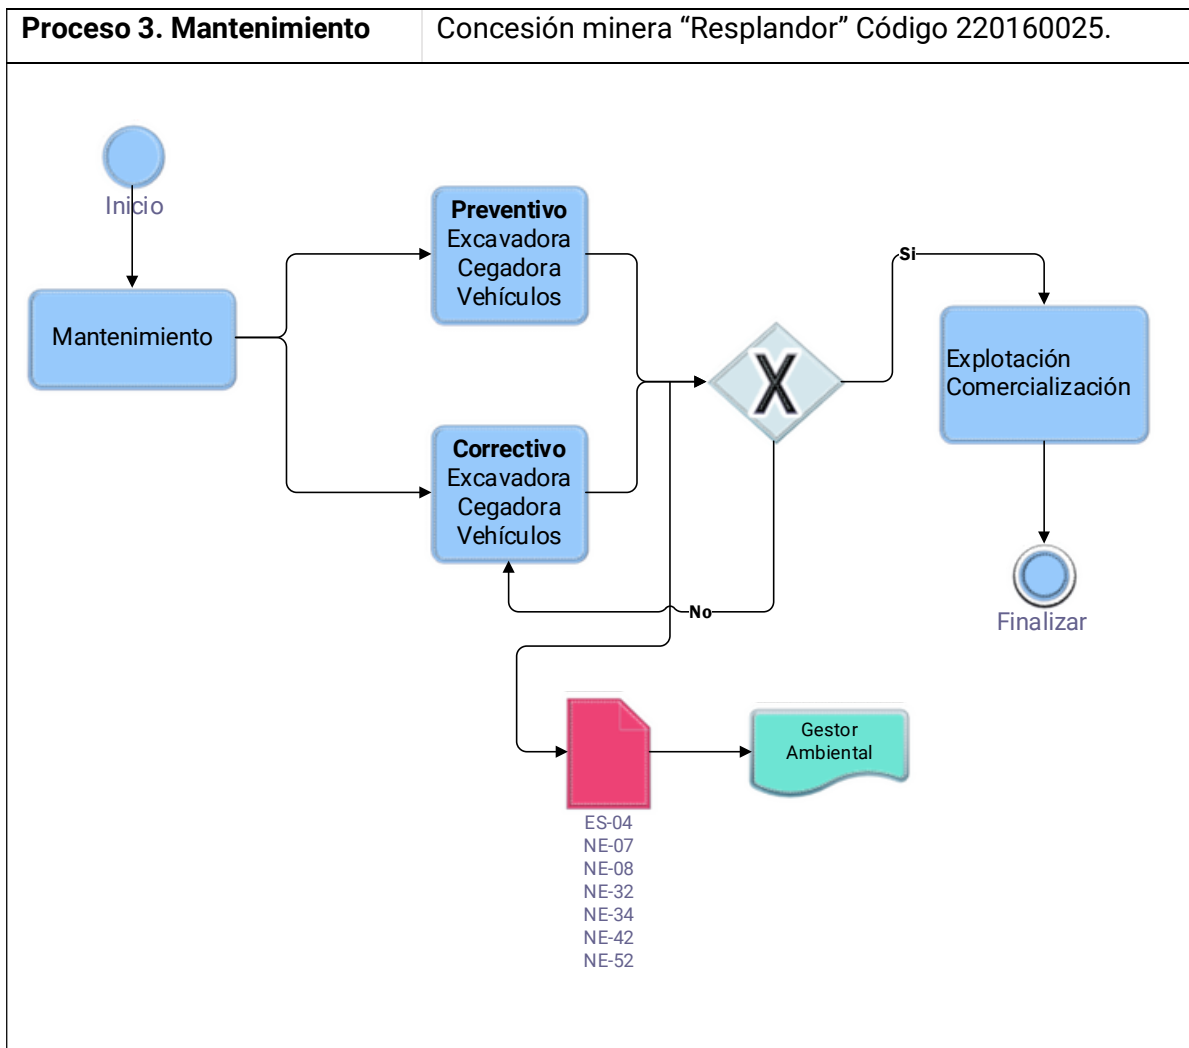 Proceso 3. Mantenimiento
Concesión minera “Resplandor” Código 220160025.
Inicio
Mantenimiento
Preventivo
Excavadora
Cegadora
Vehículos
Correctivo
Excavadora
Cegadora
Vehículos
X
Si
No
Explotación
Comercialización
Finalizar
Gestor
Ambiental
ES-04
NE-07
NE-08
NE-32
NE-34
NE-42
NE-52